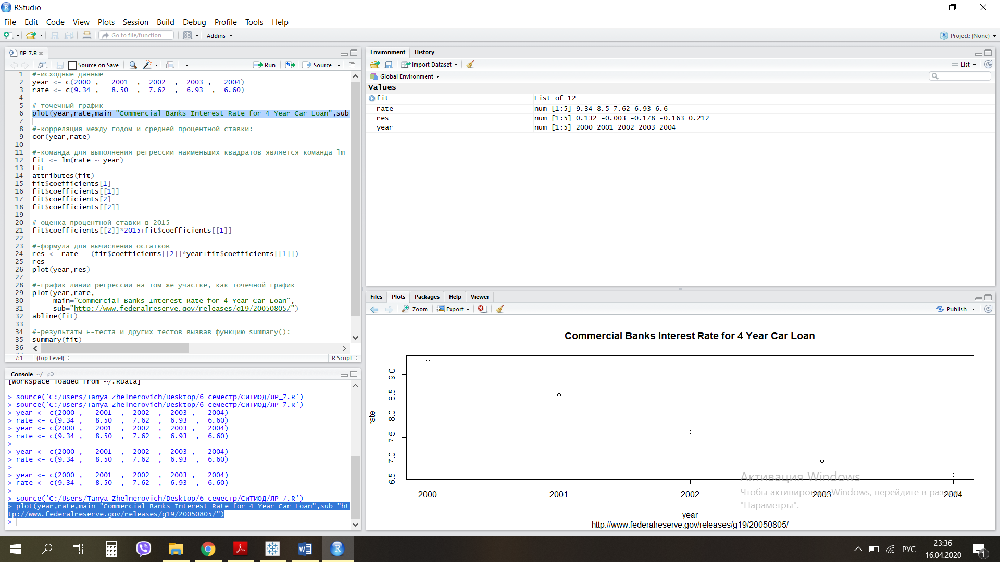 RStudio
File Edit Code View Plots Session Build Debug Profile Tools Help
Go to file/function Addins Project: (None)
ЛР_7.R
Source on Save Run Source
1 #-исходные данные
2 year <- c(2000 , 2001 , 2002 , 2003 , 2004)
3 rate <- c(9.34 , 8.50 , 7.62 , 6.93 , 6.60)
4
5 #-точечный график
6 plot(year,rate,main="Commercial Banks Interest Rate for 4 Year Car Loan",sub=
7
8 #-корреляция между годом и средней процентной ставки:
9 cor(year,rate)
10
11 #-команда для выполнения регрессии наименьших квадратов является команда lm
12 fit <- lm(rate ~ year)
13 fit
14 attributes(fit)
15 fit$coefficients[1]
16 fit$coefficients[[1]]
17 fit$coefficients[2]
18 fit$coefficients[[2]]
19
20 #-оценка процентной ставки в 2015
21 fit$coefficients[[2]]*2015+fit$coefficients[[1]]
22
23 #-формула для вычисления остатков
24 res <- rate - (fit$coefficients[[2]]*year+fit$coefficients[[1]])
25 res
26 plot(year,res)
27
28 #-график линии регрессии на том же участке, как точечной график
29 plot(year,rate,
30 main="Commercial Banks Interest Rate for 4 Year Car Loan",
31 sub="http://www.federalreserve.gov/releases/g19/20050805/")
32 abline(fit)
33
34 #-результаты F-теста и других тестов вызвав функцию summary():
35 summary(fit)
36
7:1 (Top Level) R Script
Console ~/
[Workspace loaded from ~/.RData]
> source('C:/Users/Tanya Zhelnerovich/Desktop/6 семестр/СиТИОД/ЛР_7.R')
> source('C:/Users/Tanya Zhelnerovich/Desktop/6 семестр/СиТИОД/ЛР_7.R')
> year <- c(2000 , 2001 , 2002 , 2003 , 2004)
> rate <- c(9.34 , 8.50 , 7.62 , 6.93 , 6.60)
> year <- c(2000 , 2001 , 2002 , 2003 , 2004)
> rate <- c(9.34 , 8.50 , 7.62 , 6.93 , 6.60)
>
> year <- c(2000 , 2001 , 2002 , 2003 , 2004)
> rate <- c(9.34 , 8.50 , 7.62 , 6.93 , 6.60)
>
> year <- c(2000 , 2001 , 2002 , 2003 , 2004)
> rate <- c(9.34 , 8.50 , 7.62 , 6.93 , 6.60)
>
> source('C:/Users/Tanya Zhelnerovich/Desktop/6 семестр/СиТИОД/ЛР_7.R')
> plot(year,rate,main="Commercial Banks Interest Rate for 4 Year Car Loan",sub="ht
tp://www.federalreserve.gov/releases/g19/20050805/")
>
Environment History
Import Dataset List
Global Environment
Values
fit List of 12
rate num [1:5] 9.34 8.5 7.62 6.93 6.6
res num [1:5] 0.132 -0.003 -0.178 -0.163 0.212
year num [1:5] 2000 2001 2002 2003 2004
Files Plots Packages Help Viewer
Zoom Export Publish
Commercial Banks Interest Rate for 4 Year Car Loan
rate
9.0
8.5
8.0
7.5
7.0
6.5
2000 2001 2002 2003 2004
year
http://www.federalreserve.gov/releases/g19/20050805/
Активация Windows
Чтобы активировать Windows, перейдите в раздел
"Параметры".
РУС
23:36
16.04.2020
1